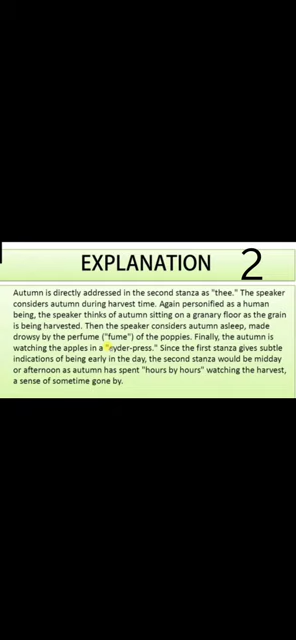 EXPLANATION 2
Autumn is directly addressed in the second stanza as "thee." The speaker
considers autumn during harvest time. Again personified as a human
being, the speaker thinks of autumn sitting on a granary floor as the grain
is being harvested. Then the speaker considers autumn asleep, made
drowsy by the perfume ("fume") of the poppies. Finally, the autumn is
watching the apples in a "cyder-press." Since the first stanza gives subtle
indications of being early in the day, the second stanza would be midday
or afternoon as autumn has spent "hours by hours" watching the harvest,
a sense of sometime gone by.